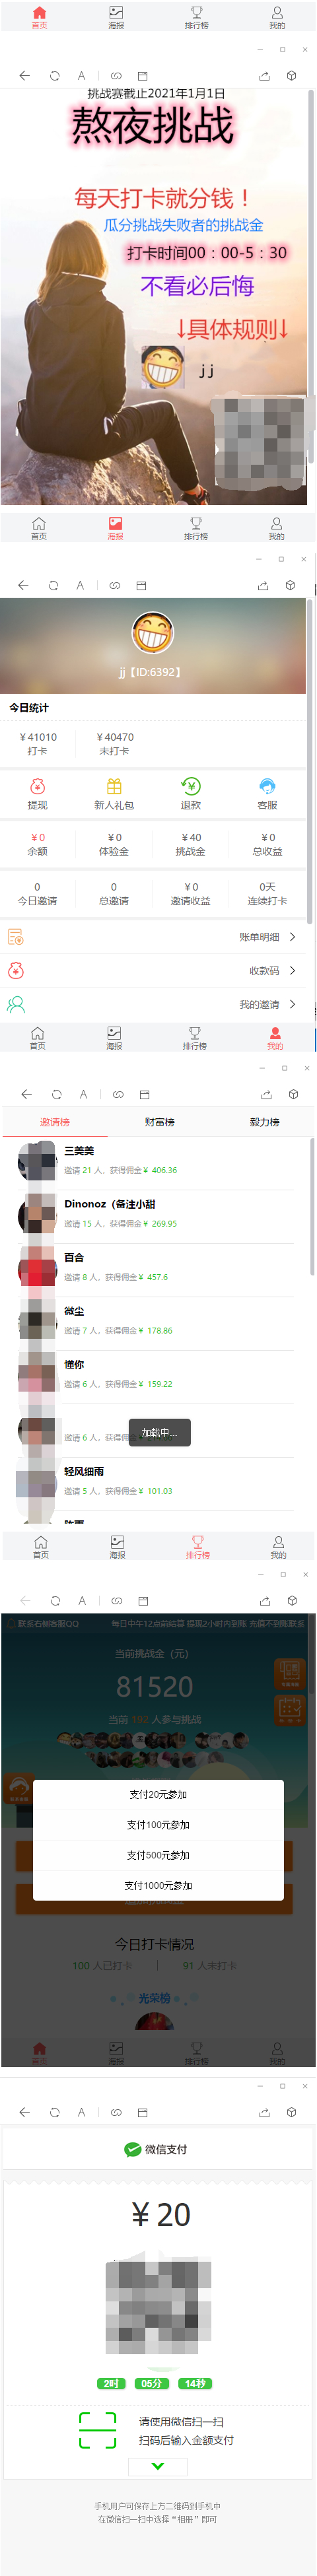 首页 海报 排行榜 我的
挑战赛截止2021年1月1日
熬夜挑战
每天打卡就分钱！
瓜分挑战失败者的挑战金
打卡时间00：00-5：30
不看必后悔
↓具体规则↓
jj
首页 海报 排行榜 我的
jj【ID:6392】
今日统计
￥41010 ￥40470
打卡 未打卡
提现 新人礼包 退款 客服
￥0 ￥0 ￥40 ￥0
余额 体验金 挑战金 总收益
0 0 ￥0 0天
今日邀请 总邀请 邀请收益 连续打卡
账单明细
收款码
我的邀请
首页 海报 排行榜 我的
邀请榜 财富榜 毅力榜
三美美
邀请 21 人，获得佣金￥ 406.36
Dinonoz（备注小甜
邀请 15 人，获得佣金￥ 269.95
百合
邀请 8 人，获得佣金￥ 457.6
微尘
邀请 7 人，获得佣金￥ 178.86
懂你
邀请 6 人，获得佣金￥ 159.22
邀请 6 人，获得佣金
加载中...
轻风细雨
邀请 5 人，获得佣金￥ 101.03
首页 海报 排行榜 我的
联系右侧客服QQ 每日中午12点前结算 提现2小时内到账 充值不到账联系
当前挑战金（元）
81520
当前 192 人参与挑战
支付20元参加
支付100元参加
支付500元参加
支付1000元参加
今日打卡情况
100 人已打卡 91 人未打卡
光荣榜
首页 海报 排行榜 我的
微信支付
￥20
2时 05分 14秒
请使用微信扫一扫
扫码后输入金额支付
手机用户可保存上方二维码到手机中
在微信扫一扫中选择“相册”即可